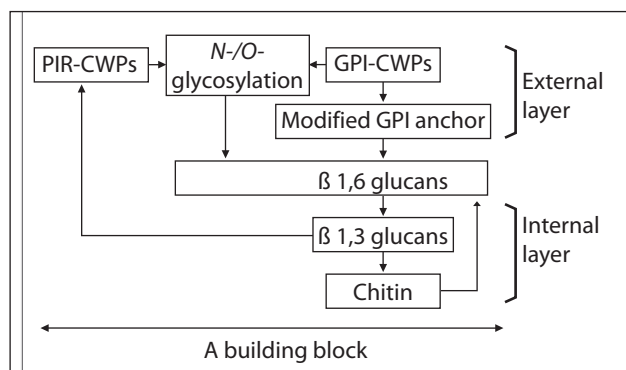 PIR-CWPs
N-/O-
glycosylation
GPI-CWPs
Modified GPI anchor
External
layer
ß 1,6 glucans
ß 1,3 glucans
Chitin
Internal
layer
A building block